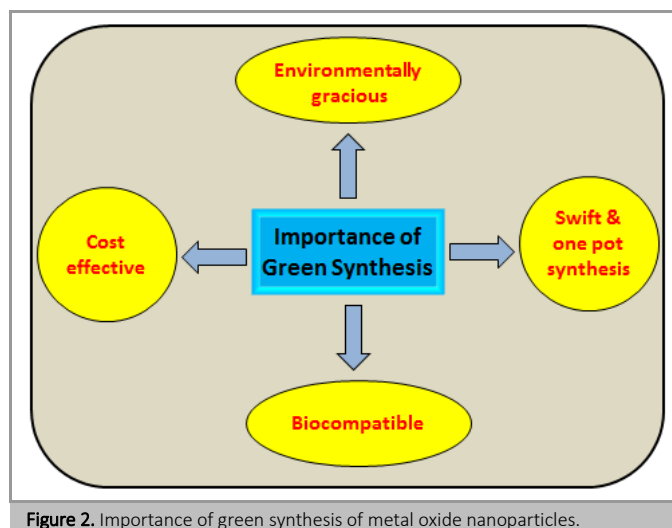 Environmentally
gracious
Cost
effective
Importance of
Green Synthesis
Swift &
one pot
synthesis
Biocompatible
Figure 2. Importance of green synthesis of metal oxide nanoparticles.